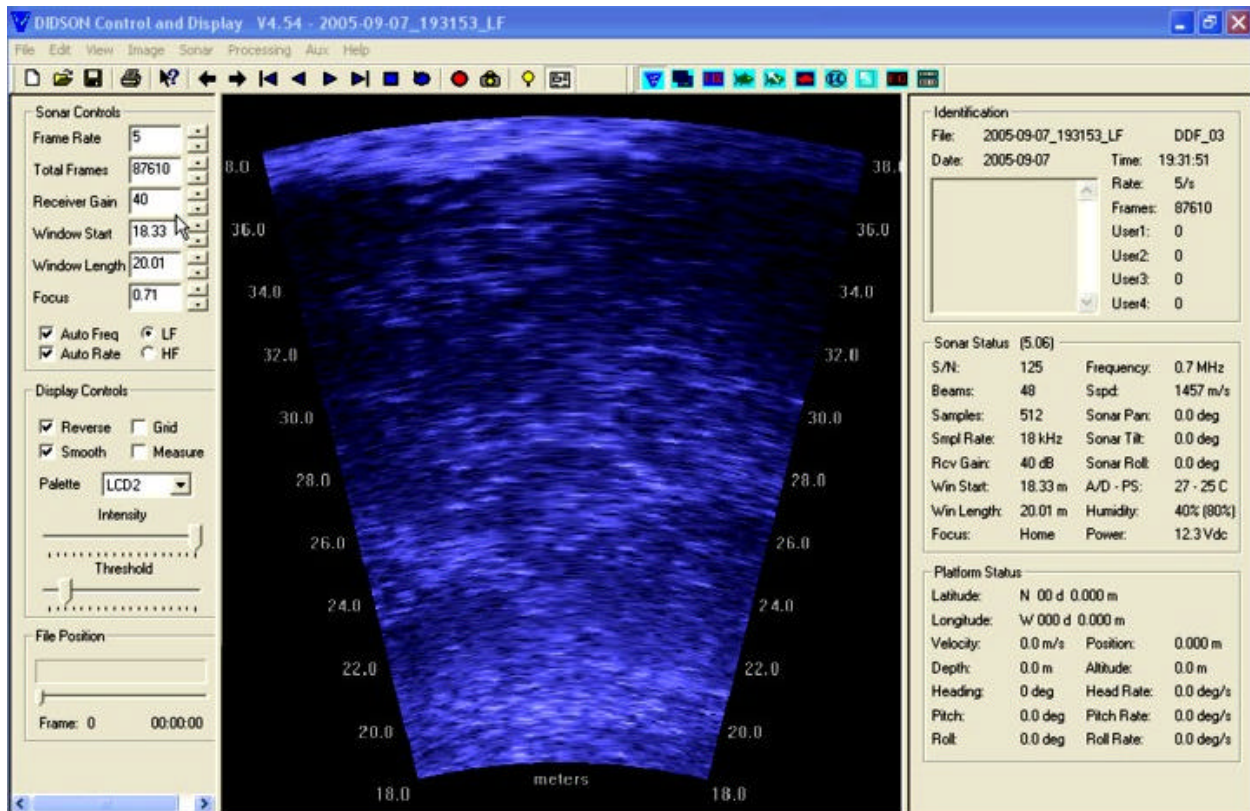 DIDSON Control and Display V4.54 - 2005-09-07_193153_LF
File Edit View Image Sonar Processing Aux Help
Sonar Controls
Frame Rate 5
Total Frames 87610
Receiver Gain 40
Window Start 18.33
Window Length 20.01
Focus 0.71
Auto Freq LF
Auto Rate HF
Display Controls
Reverse Grid
Smooth Measure
Palette LCD2
Intensity
Threshold
File Position
Frame: 0 00:00:00
8.0 38.
36.0 36.0
34.0 34.0
32.0 32.0
30.0 30.0
28.0 28.0
26.0 26.0
24.0 24.0
22.0 22.0
20.0 20.0
18.0 meters 18.0
Identification
File: 2005-09-07_193153_LF DDF_03
Date: 2005-09-07 Time: 19:31:51
Rate: 5/s
Frames: 87610
User1: 0
User2: 0
User3: 0
User4: 0
Sonar Status (5.06)
S/N: 125 Frequency: 0.7 MHz
Beams: 48 Sspd: 1457 m/s
Samples: 512 Sonar Pan: 0.0 deg
Smpl Rate: 18 kHz Sonar Tilt: 0.0 deg
Rcv Gain: 40 dB Sonar Roll: 0.0 deg
Win Start: 18.33 m A/D - PS: 27 - 25 C
Win Length: 20.01 m Humidity: 40% (80%)
Focus: Home Power: 12.3 Vdc
Platform Status
Latitude: N 00 d 0.000 m
Longitude: W 000 d 0.000 m
Velocity: 0.0 m/s Position: 0.000 m
Depth: 0.0 m Altitude: 0.0 m
Heading: 0 deg Head Rate: 0.0 deg/s
Pitch: 0.0 deg Pitch Rate: 0.0 deg/s
Roll: 0.0 deg Roll Rate: 0.0 deg/s